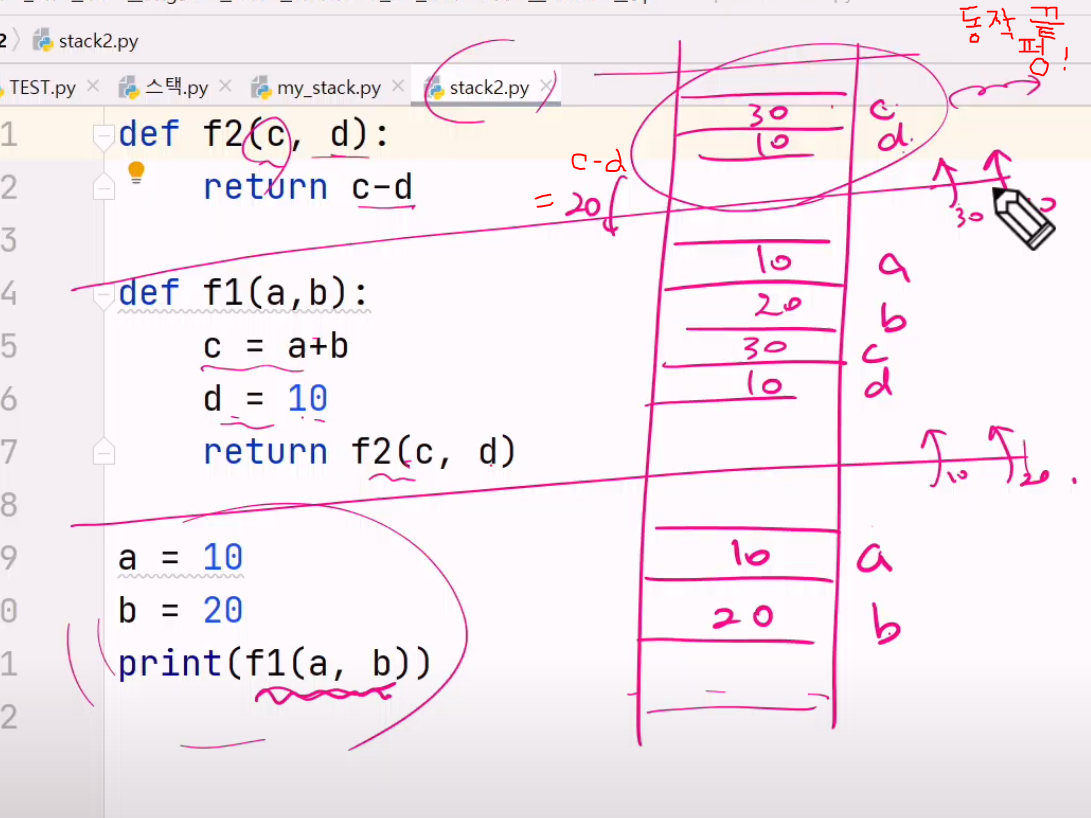 2 stack2.py
TEST.py 스택.py my_stack.py stack2.py
동작 끝
펑!
1 def f2(c, d):
2 return c-d
3
4 def f1(a,b):
5 c = a+b
6 d = 10
7 return f2(c, d)
8
9 a = 10
0 b = 20
1 print(f1(a, b))
2
30 c
10 d
c-d
= 20
30
10 a
20 b
30 c
10 d
10 20
10 a
20 b